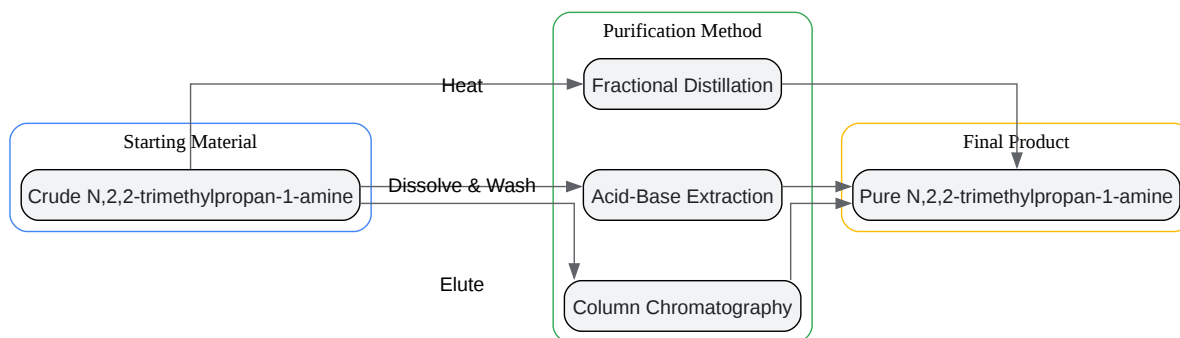 Purification Method
Heat
Fractional Distillation
Starting Material
Final Product
Crude N,2,2-trimethylpropan-1-amine
Dissolve & Wash
Acid-Base Extraction
Pure N,2,2-trimethylpropan-1-amine
Elute
Column Chromatography